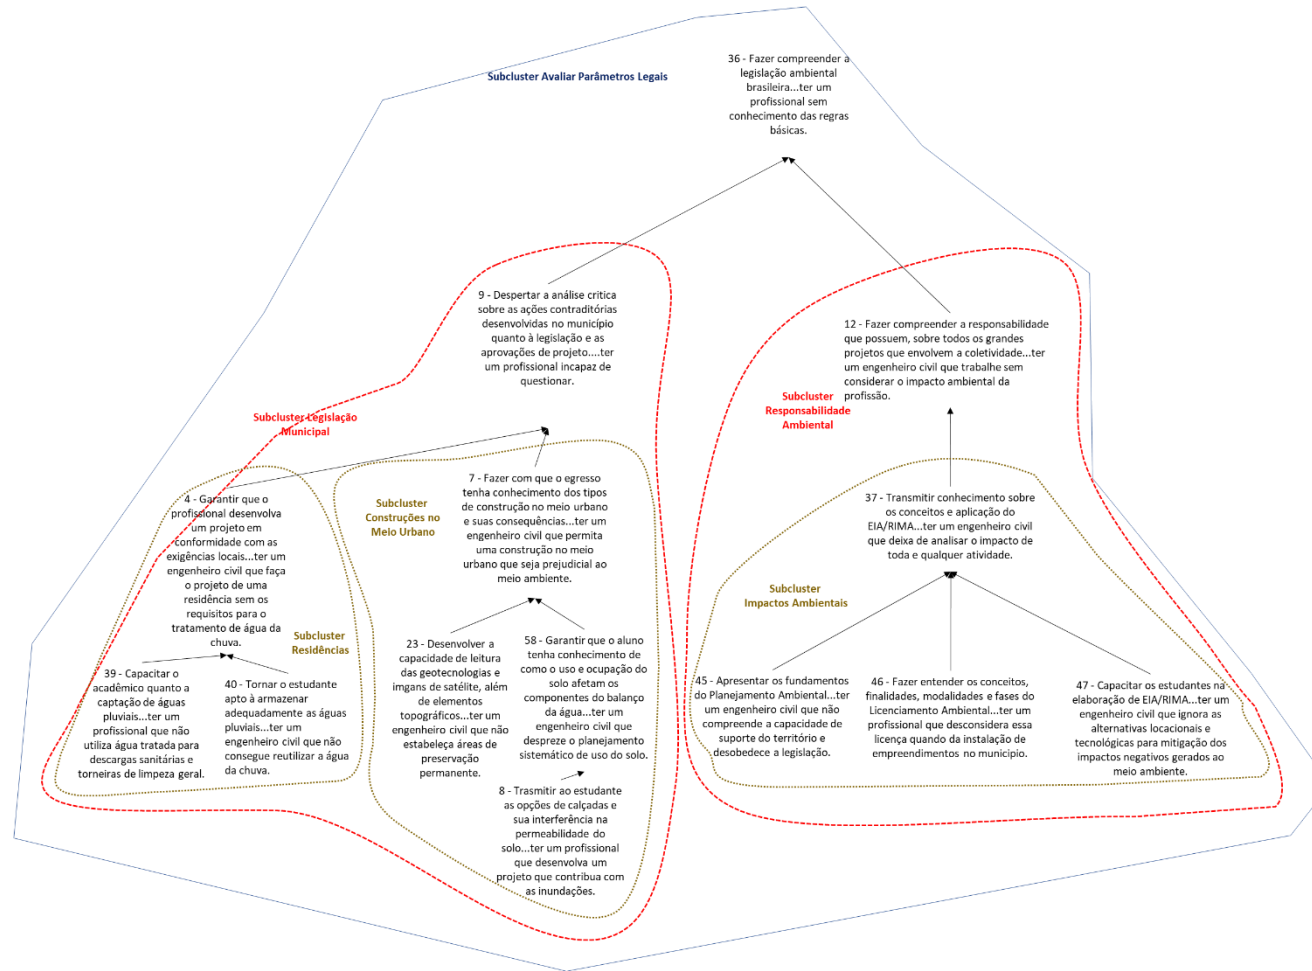 Subcluster Avaliar Parâmetros Legais
36 - Fazer compreender a
legislação ambiental
brasileira...ter um
profissional sem
conhecimento das regras
básicas.
9 - Despertar a análise critica
sobre as ações contraditórias
desenvolvidas no município
quanto à legislação e as
aprovações de projeto....ter
um profissional incapaz de
questionar.
12 - Fazer compreender a responsabilidade
que possuem, sobre todos os grandes
projetos que envolvem a coletividade...ter
um engenheiro civil que trabalhe sem
considerar o impacto ambiental da
profissão.
Subcluster Legislação
Municipal
Subcluster
Responsabilidade
Ambiental
4 - Garantir que o
profissional desenvolva
um projeto em
conformidade com as
exigências locais...ter um
engenheiro civil que faça
o projeto de uma
residência sem os
requisitos para o
tratamento de água da
chuva.
Subcluster
Residências
39 - Capacitar o
acadêmico quanto a
captação de águas
pluviais...ter um
profissional que não
utiliza água tratada para
descargas sanitárias e
torneiras de limpeza geral.
40 - Tornar o estudante
apto à armazenar
adequadamente as águas
pluviais...ter um
engenheiro civil que não
consegue reutilizar a água
da chuva.
Subcluster
Construções no
Meio Urbano
7 - Fazer com que o egresso
tenha conhecimento dos tipos
de construção no meio urbano
e suas consequências...ter um
engenheiro civil que permita
uma construção no meio
urbano que seja prejudicial ao
meio ambiente.
23 - Desenvolver a
capacidade de leitura
das geotecnologias e
imgans de satélite, além
de elementos
topográficos...ter um
engenheiro civil que não
estabeleça áreas de
preservação
permanente.
58 - Garantir que o aluno
tenha conhecimento de
como o uso e ocupação do
solo afetam os
componentes do balanço
da água...ter um
engenheiro civil que
despreze o planejamento
sistemático de uso do solo.
8 - Trasmitir ao estudante
as opções de calçadas e
sua interferência na
permeabilidade do
solo...ter um profissional
que desenvolva um
projeto que contribua com
as inundações.
37 - Transmitir conhecimento sobre
os conceitos e aplicação do
EIA/RIMA...ter um engenheiro civil
que deixa de analisar o impacto de
toda e qualquer atividade.
Subcluster
Impactos Ambientais
45 - Apresentar os fundamentos
do Planejamento Ambiental...ter
um engenheiro civil que não
compreende a capacidade de
suporte do território e
desobedece a legislação.
46 - Fazer entender os conceitos,
finalidades, modalidades e fases do
Licenciamento Ambiental...ter um
profissional que desconsidera essa
licença quando da instalação de
empreendimentos no municipio.
47 - Capacitar os estudantes na
elaboração de EIA/RIMA...ter um
engenheiro civil que ignora as
alternativas locacionais e
tecnológicas para mitigação dos
impactos negativos gerados ao
meio ambiente.